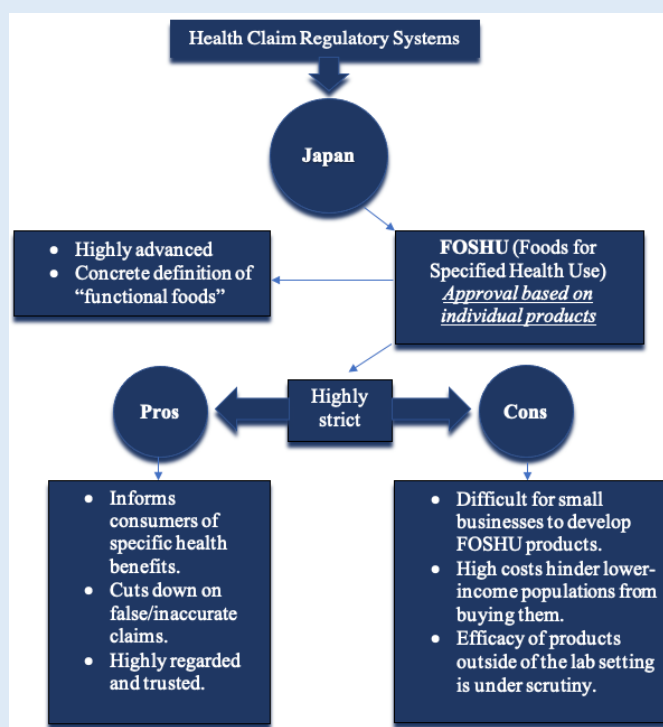 Health Claim Regulatory Systems
Japan
• Highly advanced
• Concrete definition of
“functional foods”
FOSHU (Foods for
Specified Health Use)
Approval based on
individual products
Highly
strict
Pros
Cons
• Informs
consumers of
specific health
benefits.
• Cuts down on
false/inaccurate
claims.
• Highly regarded
and trusted.
• Difficult for small
businesses to develop
FOSHU products.
• High costs hinder lower-
income populations from
buying them.
• Efficacy of products
outside of the lab setting
is under scrutiny.